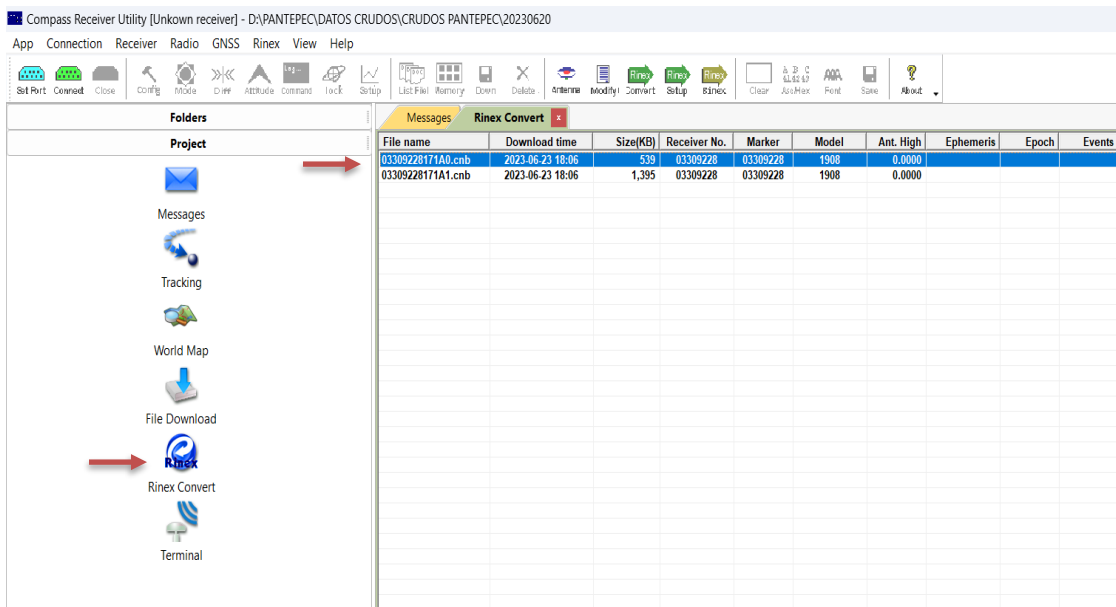 Compass Receiver Utility [Unkown receiver] - D:\PANTEPEC\DATOS CRUDOS\CRUDOS PANTEPEC\20230620
App Connection Receiver Radio GNSS Rinex View Help
Set Port Connect Close Config Mode Diff Attitude Command lock Setup List File Memory Down Delete Antenna Modify Convert Setup Rinex Clear Asc/Hex Font Save About
Folders
Project
Messages
Tracking
World Map
File Download
Rinex
Rinex Convert
Terminal
Messages Rinex Convert x
File name Download time Size(KB) Receiver No. Marker Model Ant. High Ephemeris Epoch Events
03309228171A0.cnb 2023-06-23 18:06 539 03309228 03309228 1908 0.0000
03309228171A1.cnb 2023-06-23 18:06 1,395 03309228 03309228 1908 0.0000